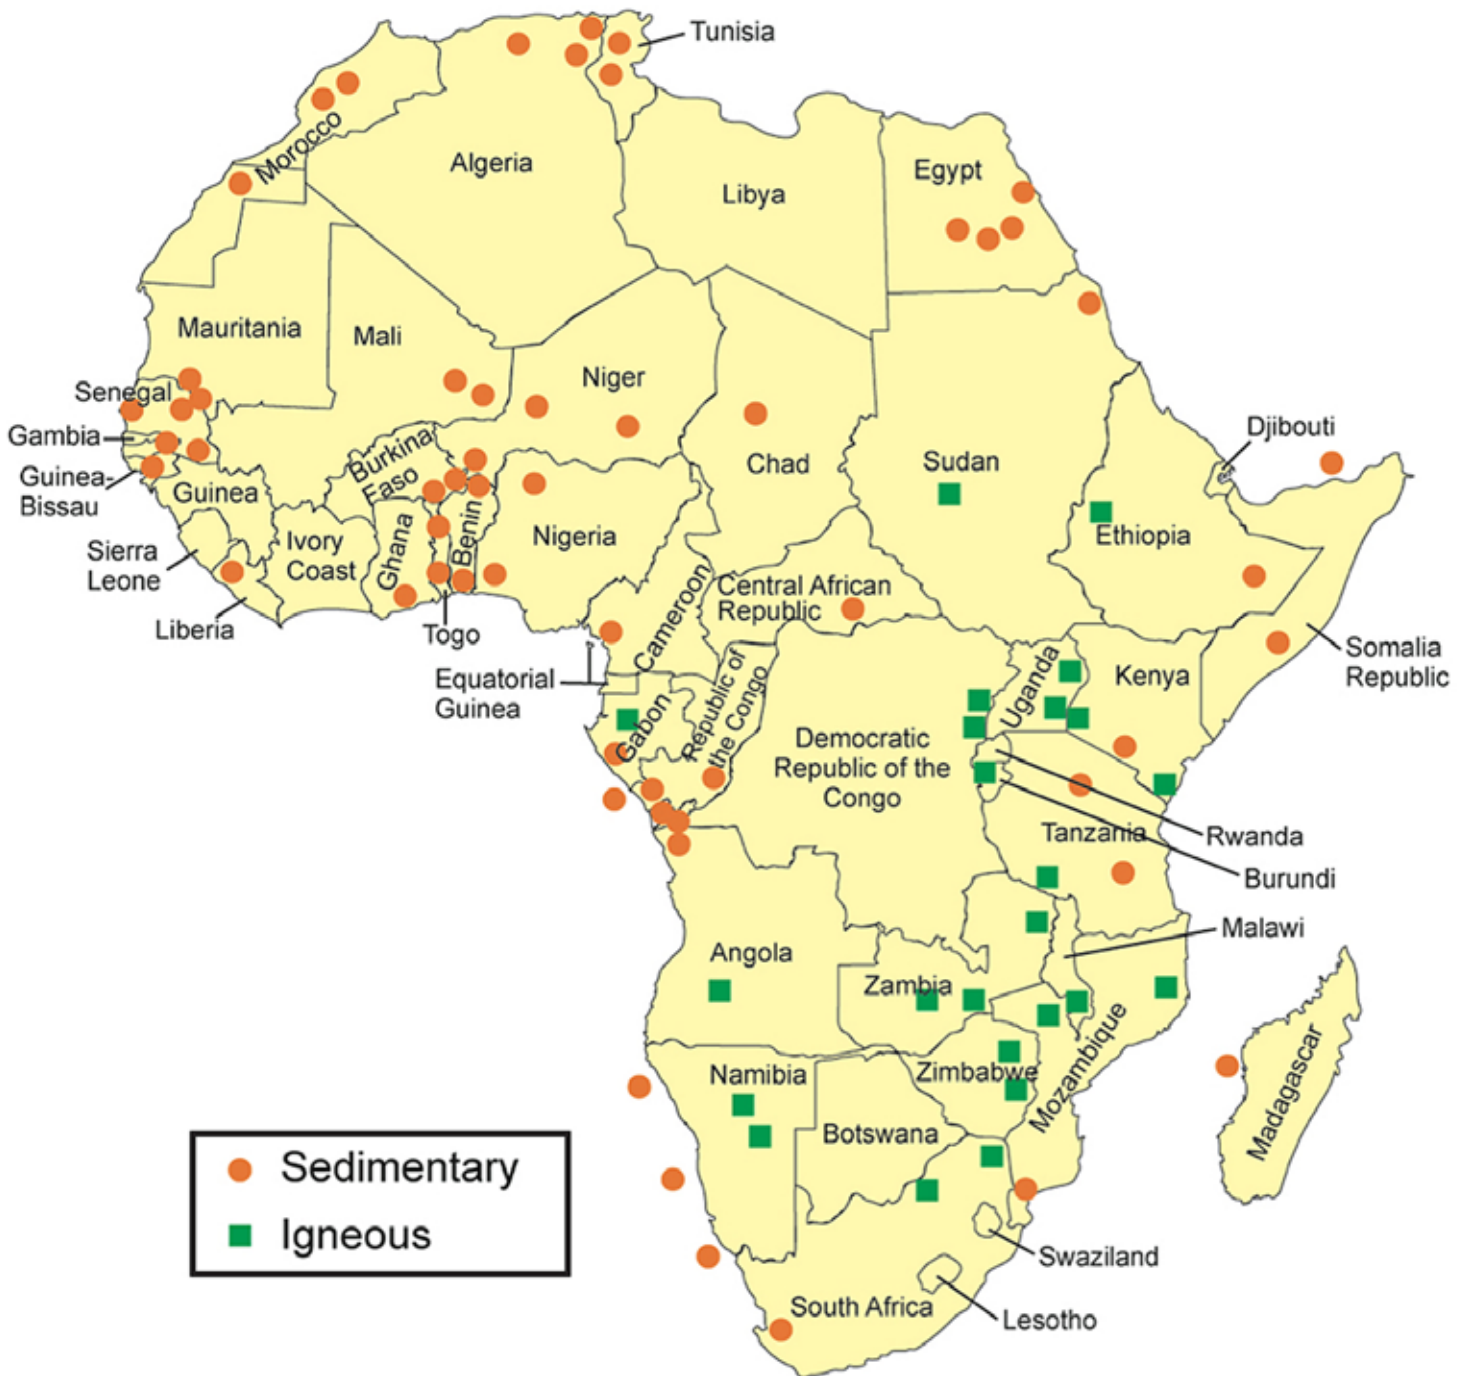 Tunisia
Morocco
Algeria
Libya
Egypt
Mauritania
Mali
Niger
Senegal
Chad
Sudan
Djibouti
Gambia
Guinea-
Bissau
Guinea
Burkina
Faso
Sierra
Leone
Ivory
Coast
Ghana
Benin
Nigeria
Ethiopia
Liberia
Togo
Cameroon
Central African
Republic
Somalia
Republic
Equatorial
Guinea
Gabon
Republic of
the Congo
Uganda
Kenya
Democratic
Republic of the
Congo
Tanzania
Rwanda
Burundi
Malawi
Angola
Zambia
Mozambique
Madagascar
Namibia
Zimbabwe
Botswana
Sedimentary
Igneous
Swaziland
South Africa
Lesotho